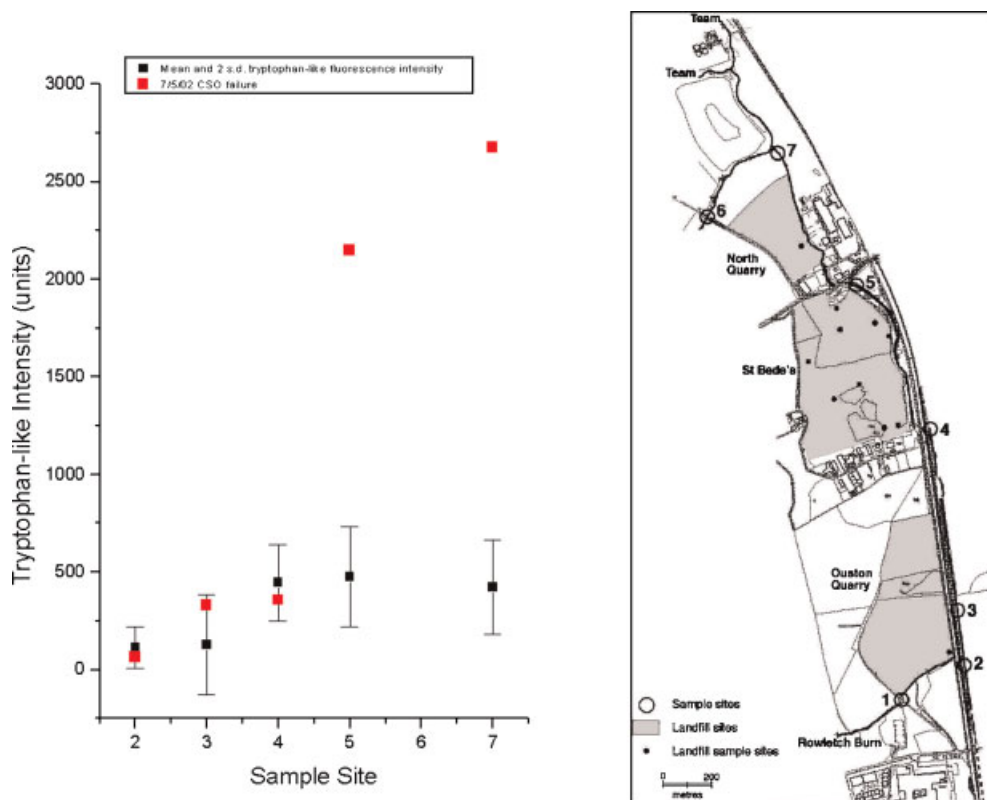 Mean and 2 s.d. tryptophan-like fluorescence intensity
7/5/02 CSO failure
Tryptophan-like Intensity (units)
3000
2500
2000
1500
1000
500
0
2 3 4 5 6 7
Sample Site
Team
Team
7
6
North
Quarry
5
St Bede's
4
Ouston
Quarry
3
2
1
Rowletch Burn
Sample sites
Landfill sites
Landfill sample sites
0 200
metres